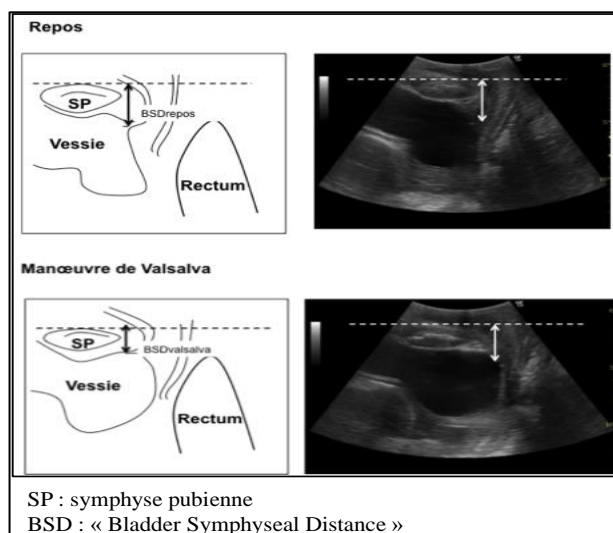 Repos
SP
BSDrepos
Vessie
Rectum
Manœuvre de Valsalva
SP
BSDvalsalva
Vessie
Rectum
SP : symphyse pubienne
BSD : « Bladder Symphyseal Distance »